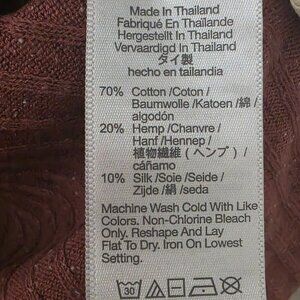 Made In Thailand
Fabriqué En Thaïlande
Hergestellt In Thailand
Vervaardigd In Thailand
タイ製
hecho en tailandia
70% Cotton /Coton /
Baumwolle /Katoen /綿 /
algodón
20% Hemp /Chanvre /
Hanf /Hennep /
植物繊維（ヘンプ） /
cáñamo
10% Silk /Soie /Seide /
Zijde /絹 /seda
Machine Wash Cold With Like
Colors. Non-Chlorine Bleach
Only. Reshape And Lay
Flat To Dry. Iron On Lowest
Setting.
30